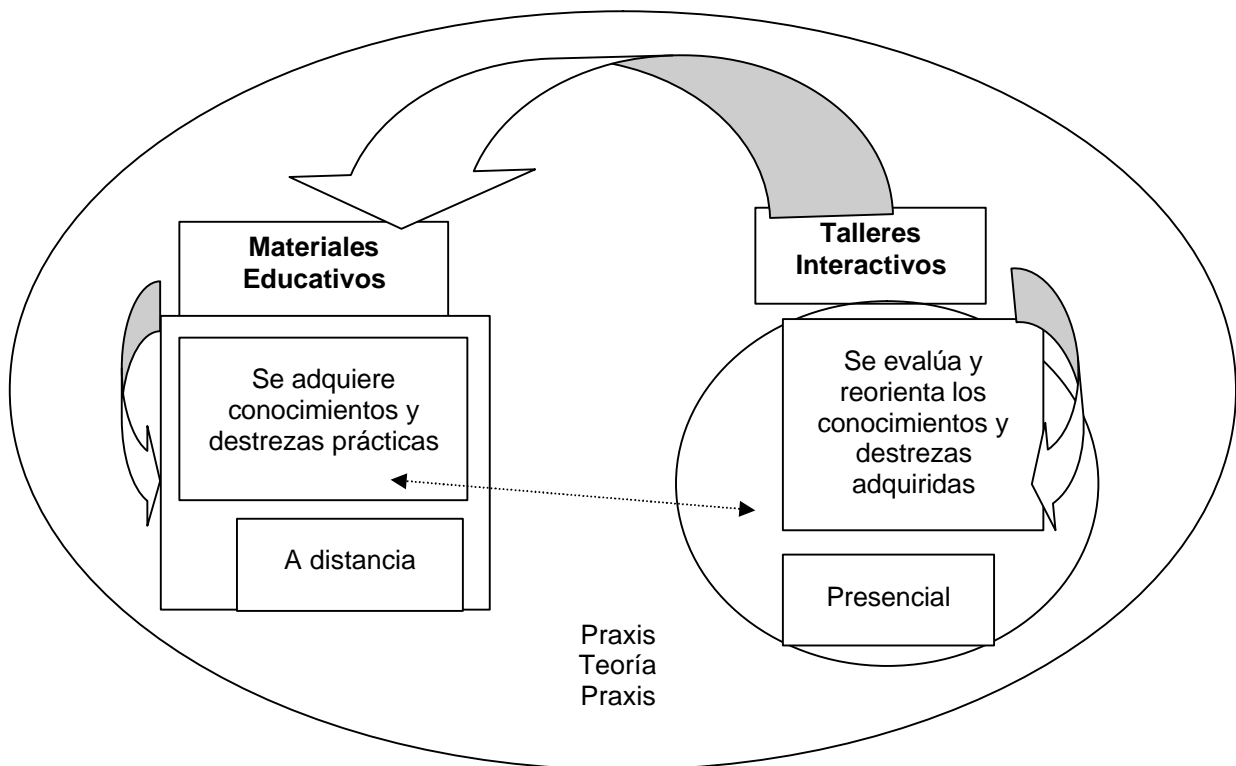 Materiales
Educativos
Se adquiere
conocimientos y
destrezas prácticas
A distancia
Talleres
Interactivos
Se evalúa y
reorienta los
conocimientos y
destrezas
adquiridas
Presencial
Praxis
Teoría
Praxis